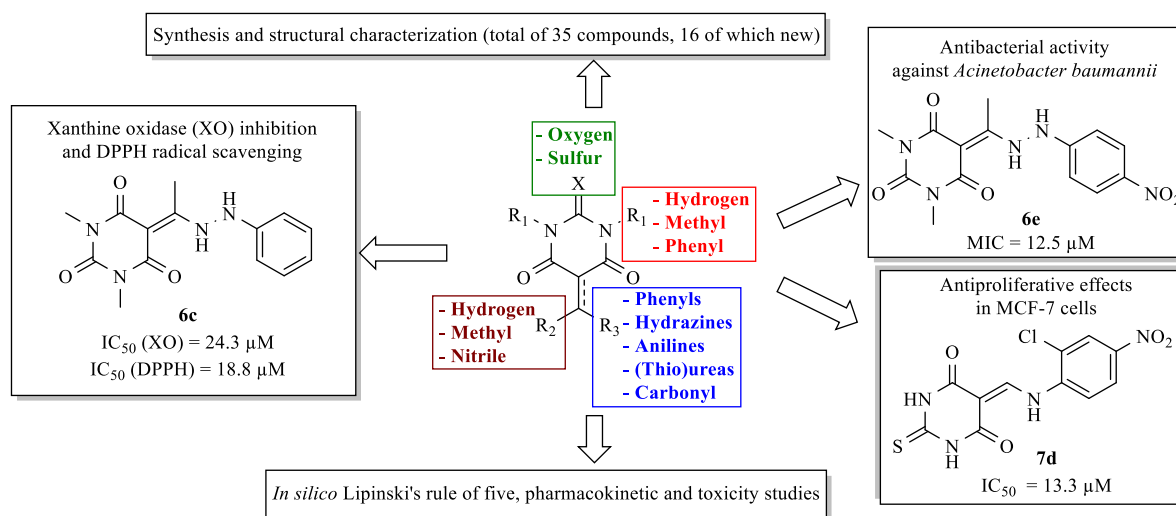 Synthesis and structural characterization (total of 35 compounds, 16 of which new)
Xanthine oxidase (XO) inhibition
and DPPH radical scavenging
O
N
O
N
O
H
N
N
H
6c
IC50 (XO) = 24.3 µM
IC50 (DPPH) = 18.8 µM
- Oxygen
- Sulfur
X
R1
N
N
R1
O
O
R2
R3
- Hydrogen
- Methyl
- Phenyl
- Hydrogen
- Methyl
- Nitrile
- Phenyls
- Hydrazines
- Anilines
- (Thio)ureas
- Carbonyl
Antibacterial activity
against Acinetobacter baumannii
O
N
O
N
O
N
H
H
N
NO2
6e
MIC = 12.5 µM
Antiproliferative effects
in MCF-7 cells
Cl
NO2
O
HN
S
N
H
O
N
H
7d
IC50 = 13.3 µM
In silico Lipinski's rule of five, pharmacokinetic and toxicity studies